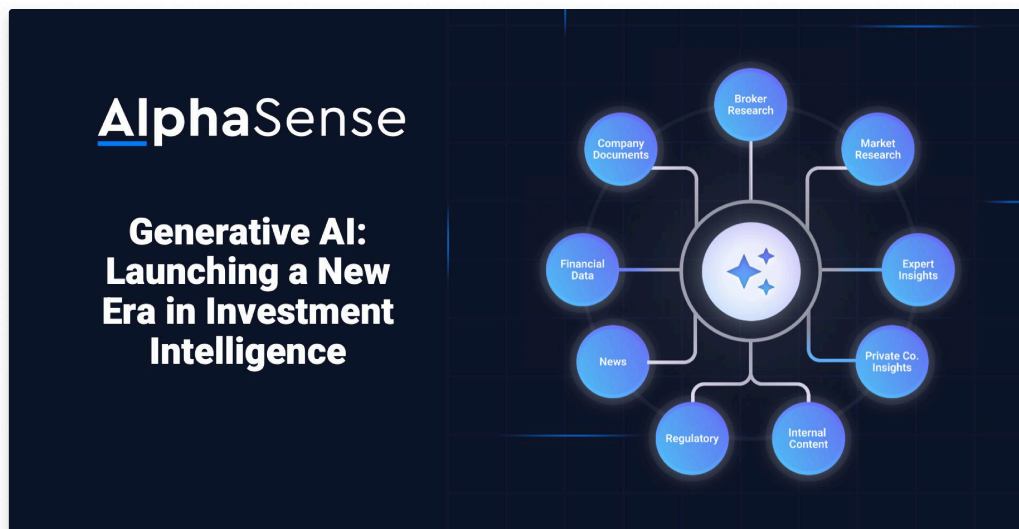 AlphaSense
Generative AI:
Launching a New
Era in Investment
Intelligence
Broker
Research
Company
Documents
Market
Research
Financial
Data
Expert
Insights
News
Private Co.
Insights
Regulatory
Internal
Content